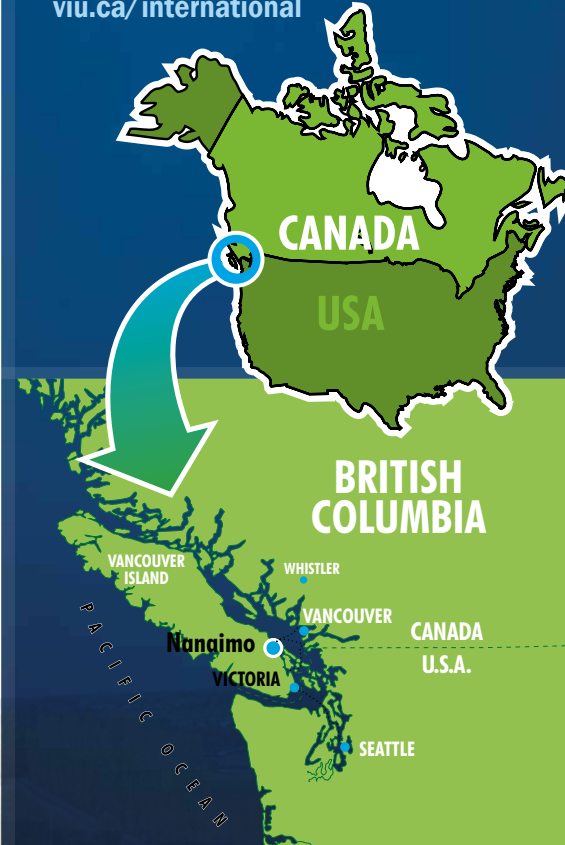 viu.ca/international
CANADA
USA
BRITISH
COLUMBIA
VANCOUVER
ISLAND
WHISTLER
VANCOUVER
Nanaimo
CANADA
U.S.A.
VICTORIA
PACIFIC OCEAN
SEATTLE